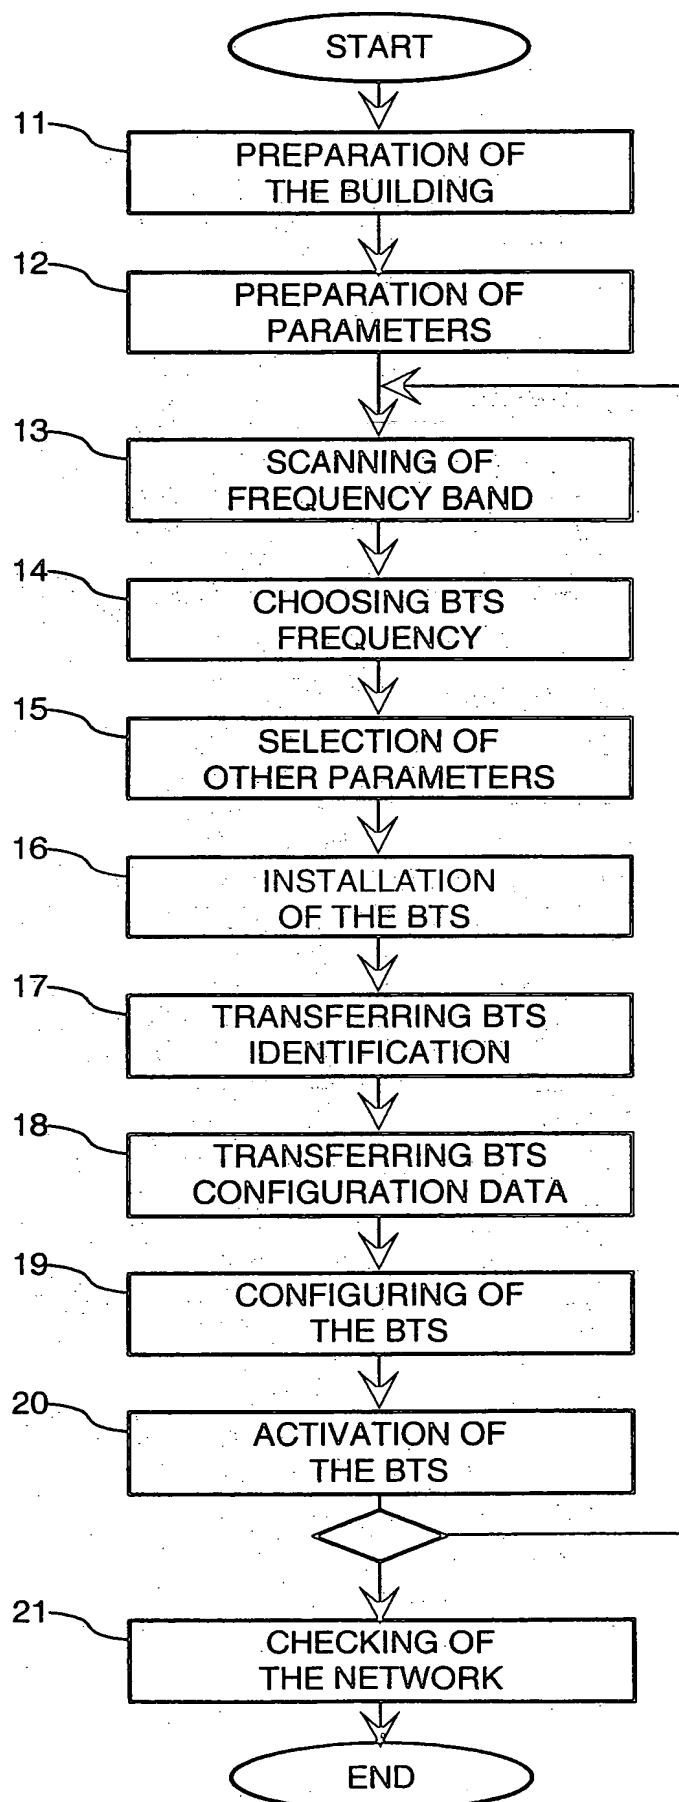 START
11
PREPARATION OF
THE BUILDING
12
PREPARATION OF
PARAMETERS
13
SCANNING OF
FREQUENCY BAND
14
CHOOSING BTS
FREQUENCY
15
SELECTION OF
OTHER PARAMETERS
16
INSTALLATION
OF THE BTS
17
TRANSFERRING BTS
IDENTIFICATION
18
TRANSFERRING BTS
CONFIGURATION DATA
19
CONFIGURING OF
THE BTS
20
ACTIVATION OF
THE BTS
21
CHECKING OF
THE NETWORK
END